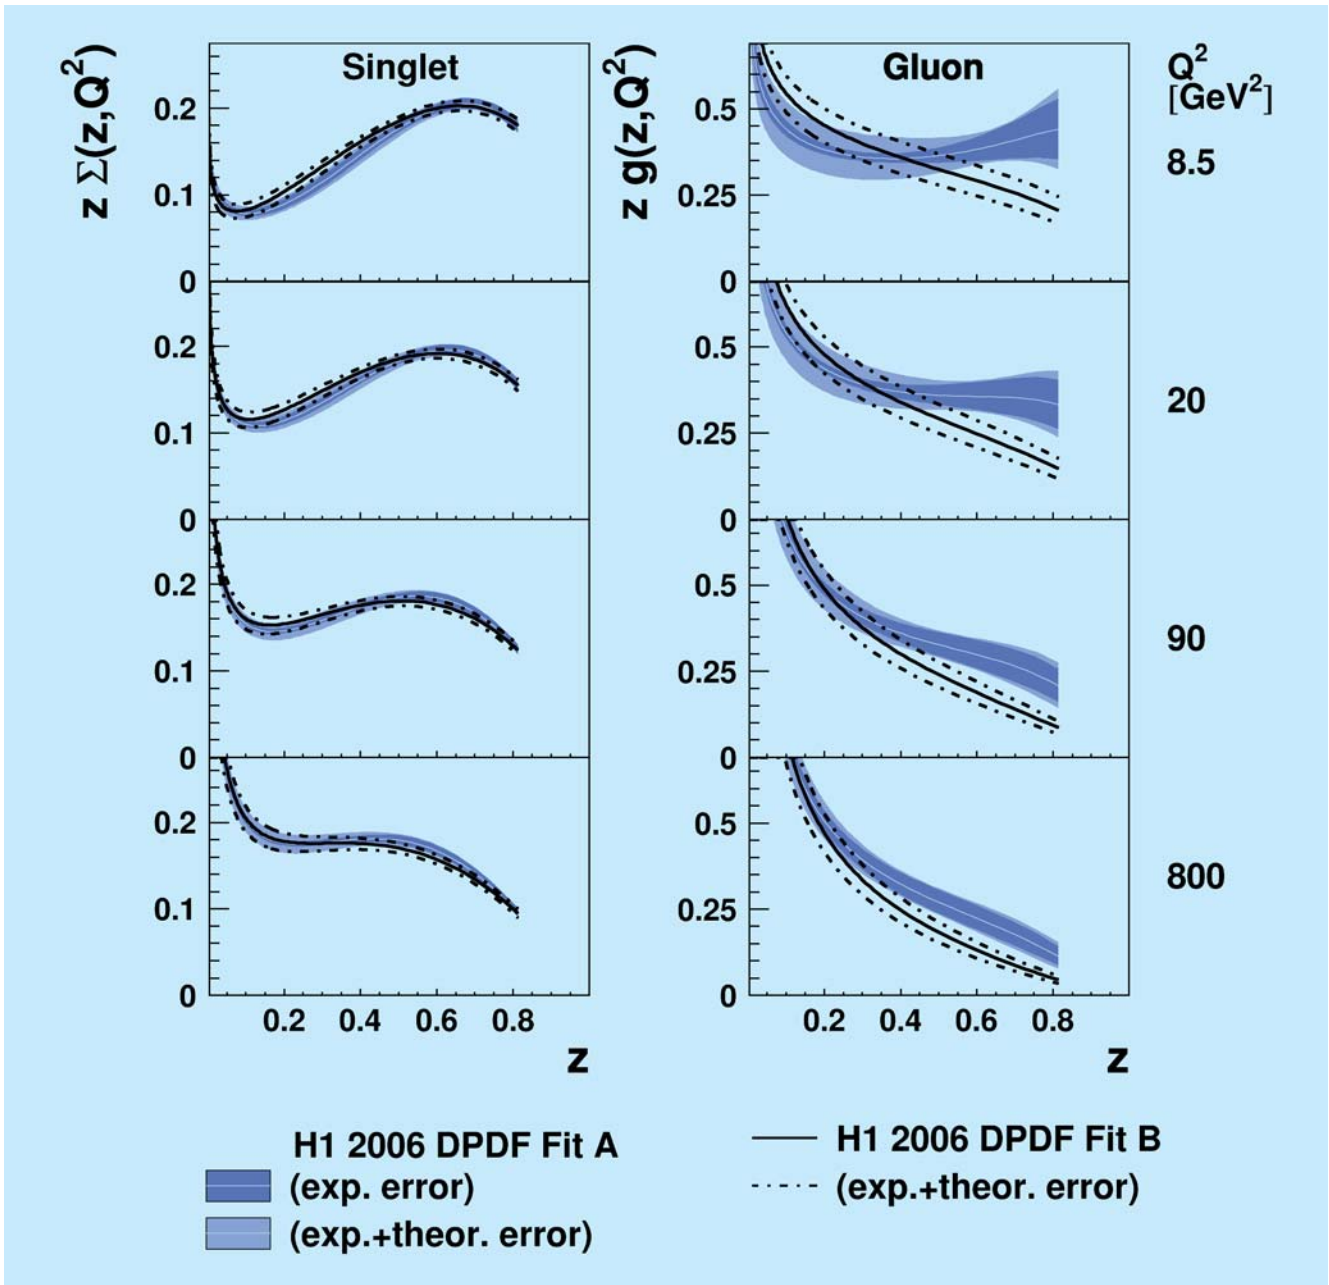 Singlet
Gluon
z Σ(z,Q²)
z g(z,Q²)
Q²
[GeV²]
0.2
0.1
0
0.5
0.25
0
8.5
0.2
0.1
0
0.5
0.25
0
20
0.2
0.1
0
0.5
0.25
0
90
0.2
0.1
0
0.5
0.25
0
800
0.2 0.4 0.6 0.8
0.2 0.4 0.6 0.8
z
z
H1 2006 DPDF Fit A
(exp. error)
(exp.+theor. error)
H1 2006 DPDF Fit B
(exp.+theor. error)